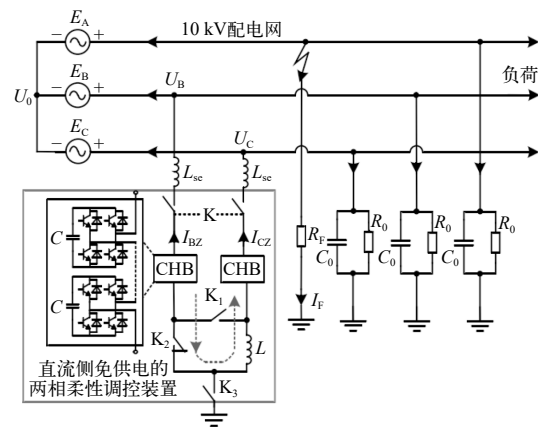 E_A
10 kV配电网
E_B
U_B
负荷
U_0
E_C
U_C
L_se
L_se
K
I_BZ
I_CZ
C
CHB
CHB
C
K_1
K_2
L
K_3
直流侧免供电的
两相柔性调控装置
R_F
I_F
C_0
R_0
C_0
R_0
C_0
R_0